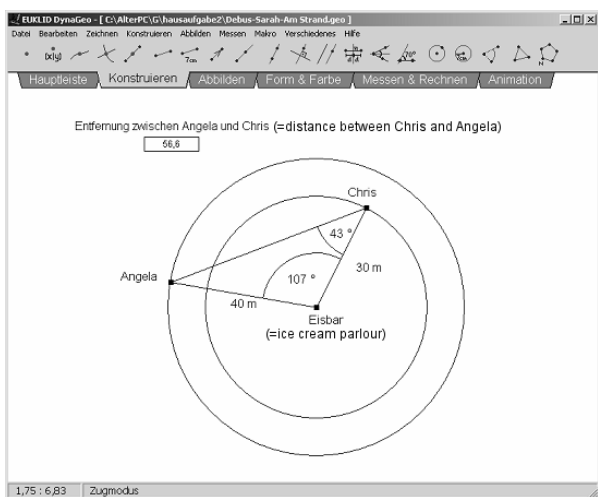 EUKLID DynaGeo - [ C:\AlterPC\G\hausaufgabe2\Debus-Sarah-Am Strand.geo ]
Datei Bearbeiten Zeichnen Konstruieren Abbilden Messen Makro Verschiedenes Hilfe
(x|y)
7cm
70°
Hauptleiste Konstruieren Abbilden Form & Farbe Messen & Rechnen Animation
Entfernung zwischen Angela und Chris (=distance between Chris and Angela)
56,6
Chris
43 °
Angela
107 °
30 m
40 m
Eisbar
(=ice cream parlour)
1,75 : 6,83 Zugmodus